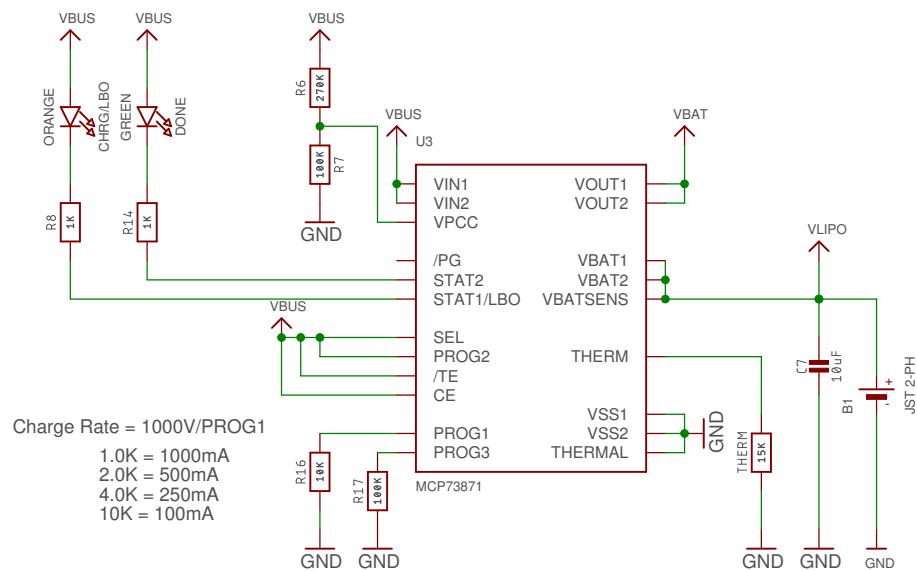 VBUS
VBUS
VBUS
ORANGE
CHRG/LBO
GREEN
DONE
R6
270K
VBUS
VBAT
R7
100K
U3
GND
R8
1K
R14
1K
VIN1
VIN2
VPCC
/PG
STAT2
STAT1/LBO
SEL
PROG2
/TE
CE
PROG1
PROG3
VOUT1
VOUT2
VBAT1
VBAT2
VBATSENS
THERM
VSS1
VSS2
THERMAL
MCP73871
VBUS
VLIPO
C7
10uF
B1
+
-
JST 2-PH
GND
THERM
15K
Charge Rate = 1000V/PROG1
1.0K = 1000mA
2.0K = 500mA
4.0K = 250mA
10K = 100mA
R16
10K
R17
100K
GND
GND
GND
GND
GND